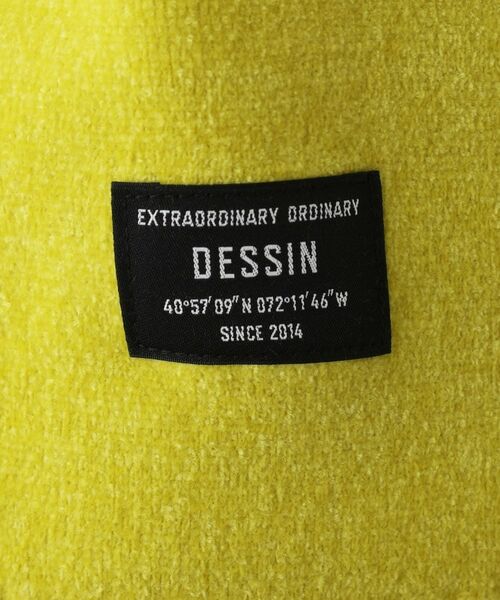 EXTRAORDINARY ORDINARY
DESSIN
40°57'09"N 072°11'46"W
SINCE 2014